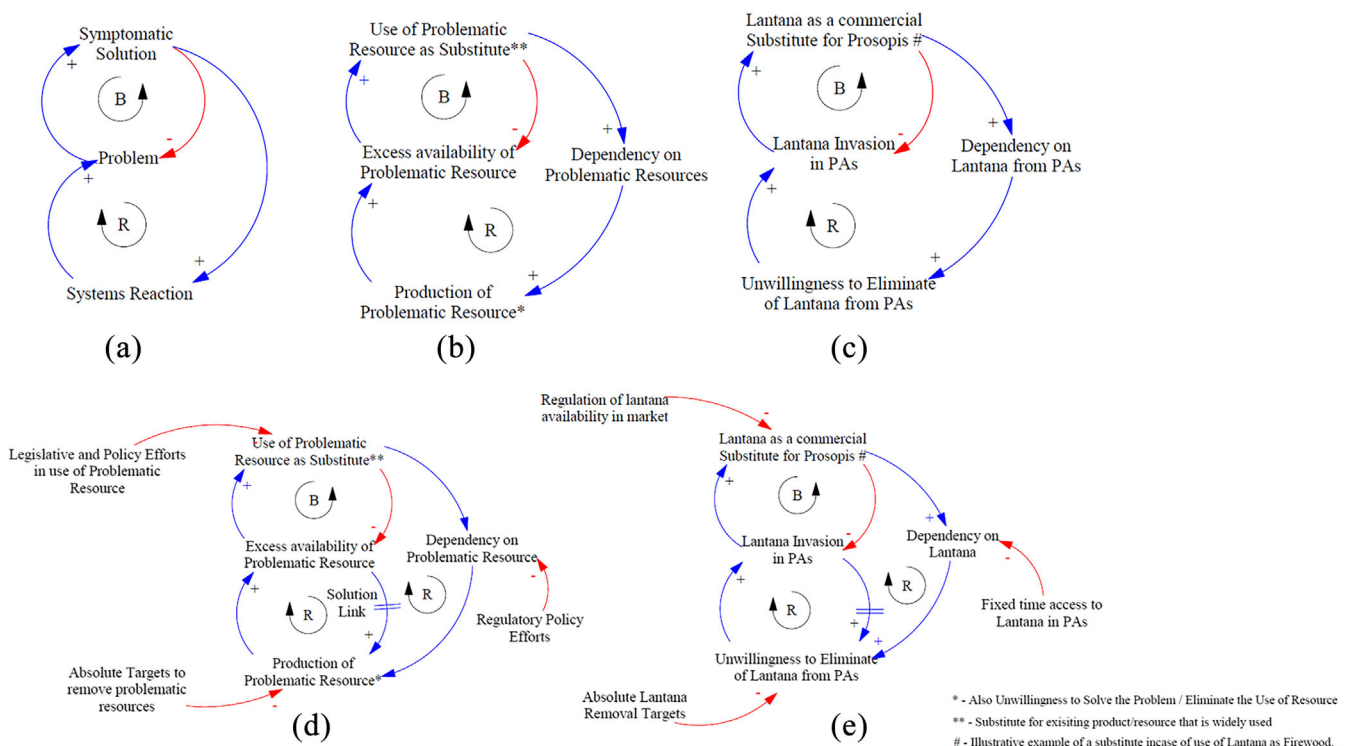 Symptomatic
Solution
+
B
-
Problem
+
R
+
Systems Reaction
(a)
Use of Problematic
Resource as Substitute**
+
B
-
+
Excess availability of
Problematic Resource
Dependency on
Problematic Resources
+
R
+
Production of
Problematic Resource*
(b)
Lantana as a commercial
Substitute for Prosopis #
+
B
-
+
Lantana Invasion
in PAs
Dependency on
Lantana from PAs
+
R
+
Unwillingness to Eliminate
of Lantana from PAs
(c)
Legislative and Policy Efforts
in use of Problematic
Resource
-
Use of Problematic
Resource as Substitute**
+
B
-
Excess availability of
Problematic Resource
Dependency on
Problematic Resource
+
Solution
Link
R
R
-
+
Regulatory Policy
Efforts
Production of
Problematic Resource*
Absolute Targets to
remove problematic
resources
-
(d)
Regulation of lantana
availability in market
-
Lantana as a commercial
Substitute for Prosopis #
+
B
-
+
Lantana Invasion
in PAs
Dependency on
Lantana
-
+
R
R
+
+
Fixed time access to
Lantana in PAs
Unwillingness to Eliminate
of Lantana from PAs
-
Absolute Lantana
Removal Targets
(e)
* - Also Unwillingness to Solve the Problem / Eliminate the Use of Resource
** - Substitute for exisiting product/resource that is widely used
# - Illustrative example of a substitute incase of use of Lantana as Firewood.